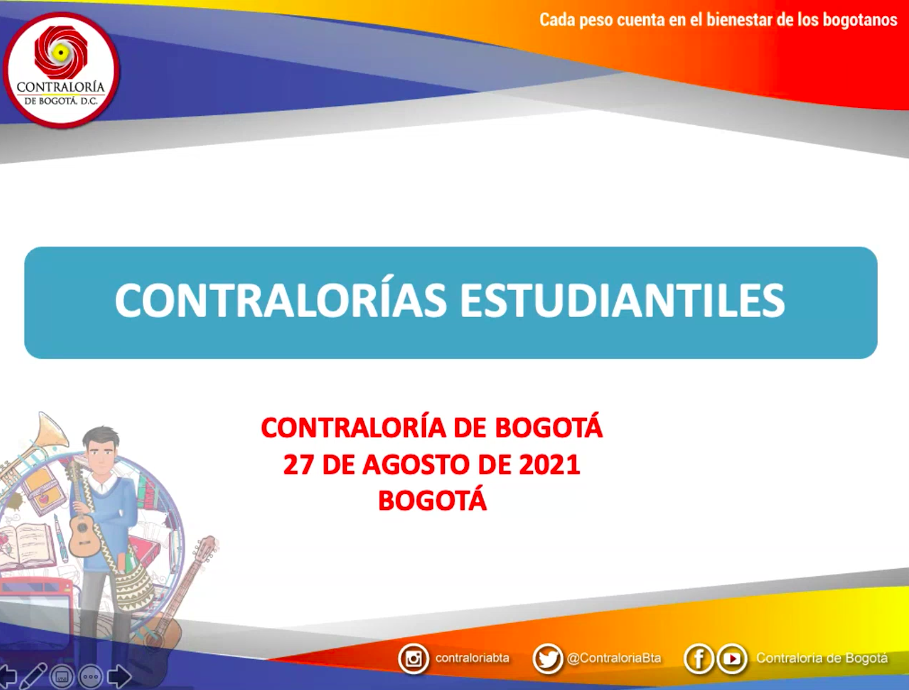 Cada peso cuenta en el bienestar de los bogotanos
CONTRALORÍA
DE BOGOTÁ, D.C.
CONTRALORÍAS ESTUDIANTILES
CONTRALORÍA DE BOGOTÁ
27 DE AGOSTO DE 2021
BOGOTÁ
contraloriabta
@ContraloriaBta
Contraloría de Bogotá